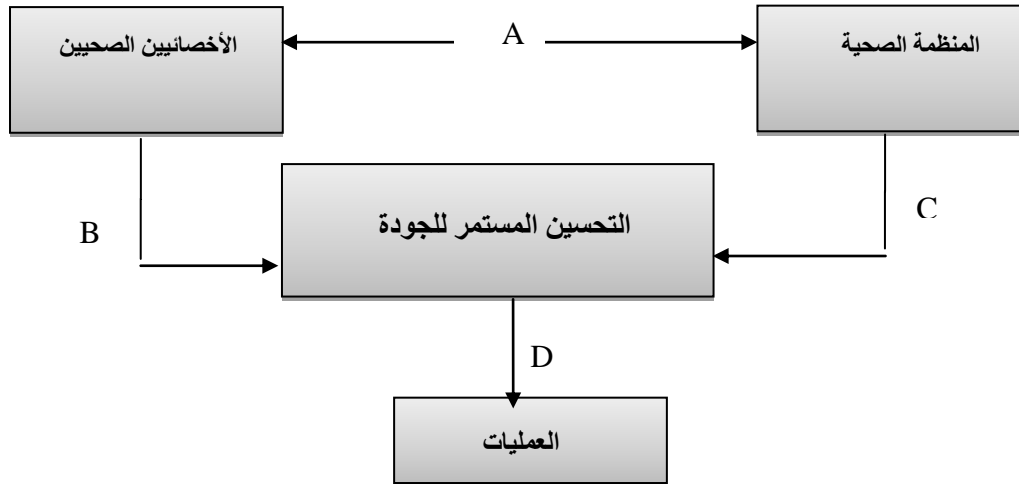 المنظمة الصحية
A
الأخصائيين الصحيين
C
التحسين المستمر للجودة
B
D
العمليات